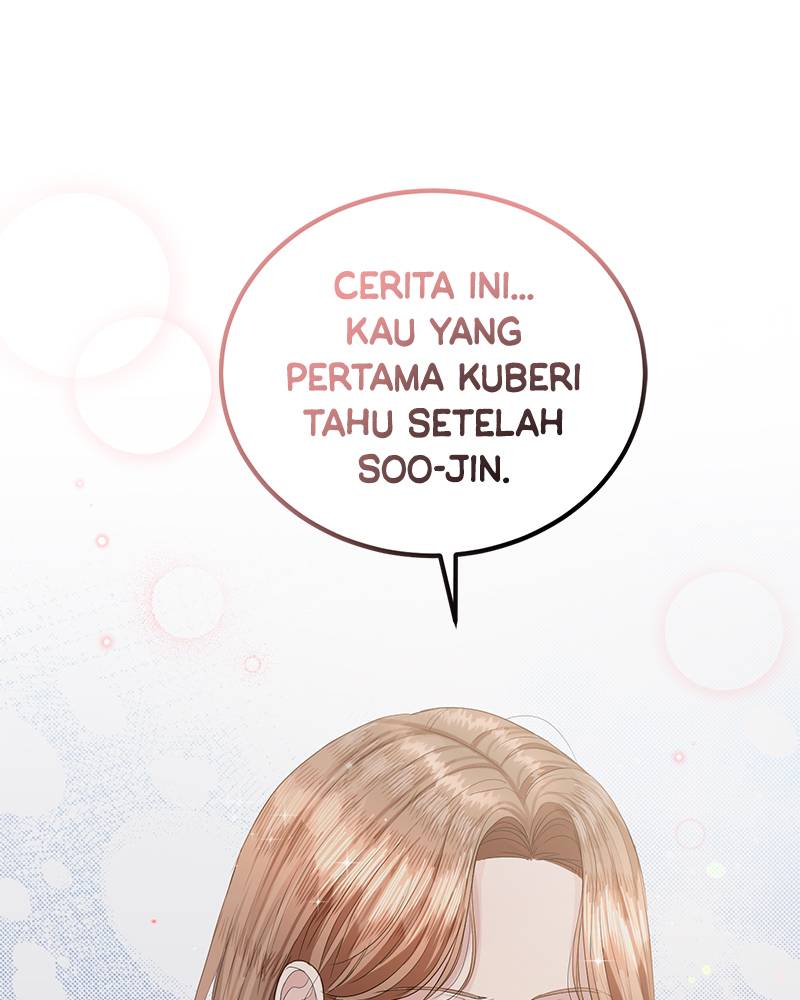 CERITA INI...
KAU YANG
PERTAMA KUBERI
TAHU SETELAH
SOO-JIN.